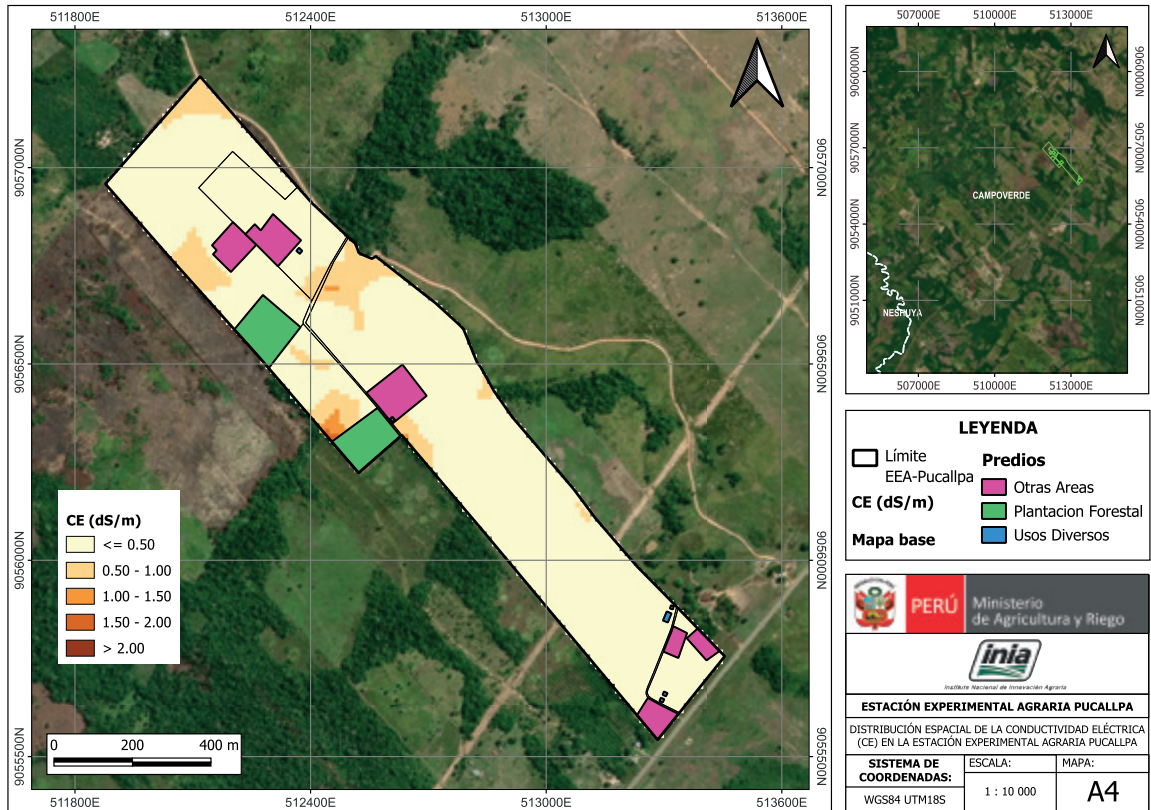 511800E 512400E 513000E 513600E
9057000N
9056500N
9056000N
9055500N
9057000N
9056500N
9056000N
9055500N
511800E 512400E 513000E 513600E
CE (dS/m)
<= 0.50
0.50 - 1.00
1.00 - 1.50
1.50 - 2.00
> 2.00
0 200 400 m
507000E 510000E 513000E
9060000N
9057000N
9054000N
9051000N
9060000N
9057000N
9054000N
9051000N
CAMPOVERDE
NESHUYA
507000E 510000E 513000E
LEYENDA
Límite
EEA-Pucallpa
CE (dS/m)
Mapa base
Predios
Otras Areas
Plantacion Forestal
Usos Diversos
PERÚ
Ministerio
de Agricultura y Riego
inia
Instituto Nacional de Innovación Agraria
ESTACIÓN EXPERIMENTAL AGRARIA PUCALLPA
DISTRIBUCIÓN ESPACIAL DE LA CONDUCTIVIDAD ELÉCTRICA
(CE) EN LA ESTACIÓN EXPERIMENTAL AGRARIA PUCALLPA
SISTEMA DE
COORDENADAS:
WGS84 UTM18S
ESCALA:
1 : 10 000
MAPA:
A4